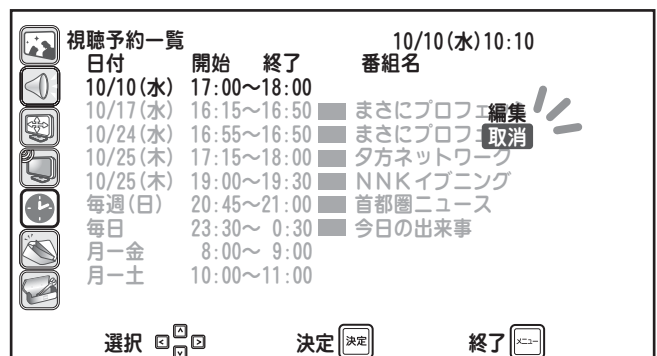 視聴予約一覧 10/10(水)10:10
日付 開始 終了 番組名
10/10(水) 17:00～18:00
10/17(水) 16:15～16:50 まさにプロフェ
編集
10/24(水) 16:55～16:50 まさにプロフ
取消
10/25(木) 17:15～18:00 夕方ネットワーク
10/25(木) 19:00～19:30 NNKイブニング
毎週(日) 20:45～21:00 首都圏ニュース
毎日 23:30～ 0:30 今日の出来事
月ー金 8:00～ 9:00
月ー土 10:00～11:00
選択 決定 決定 終了 メニュー